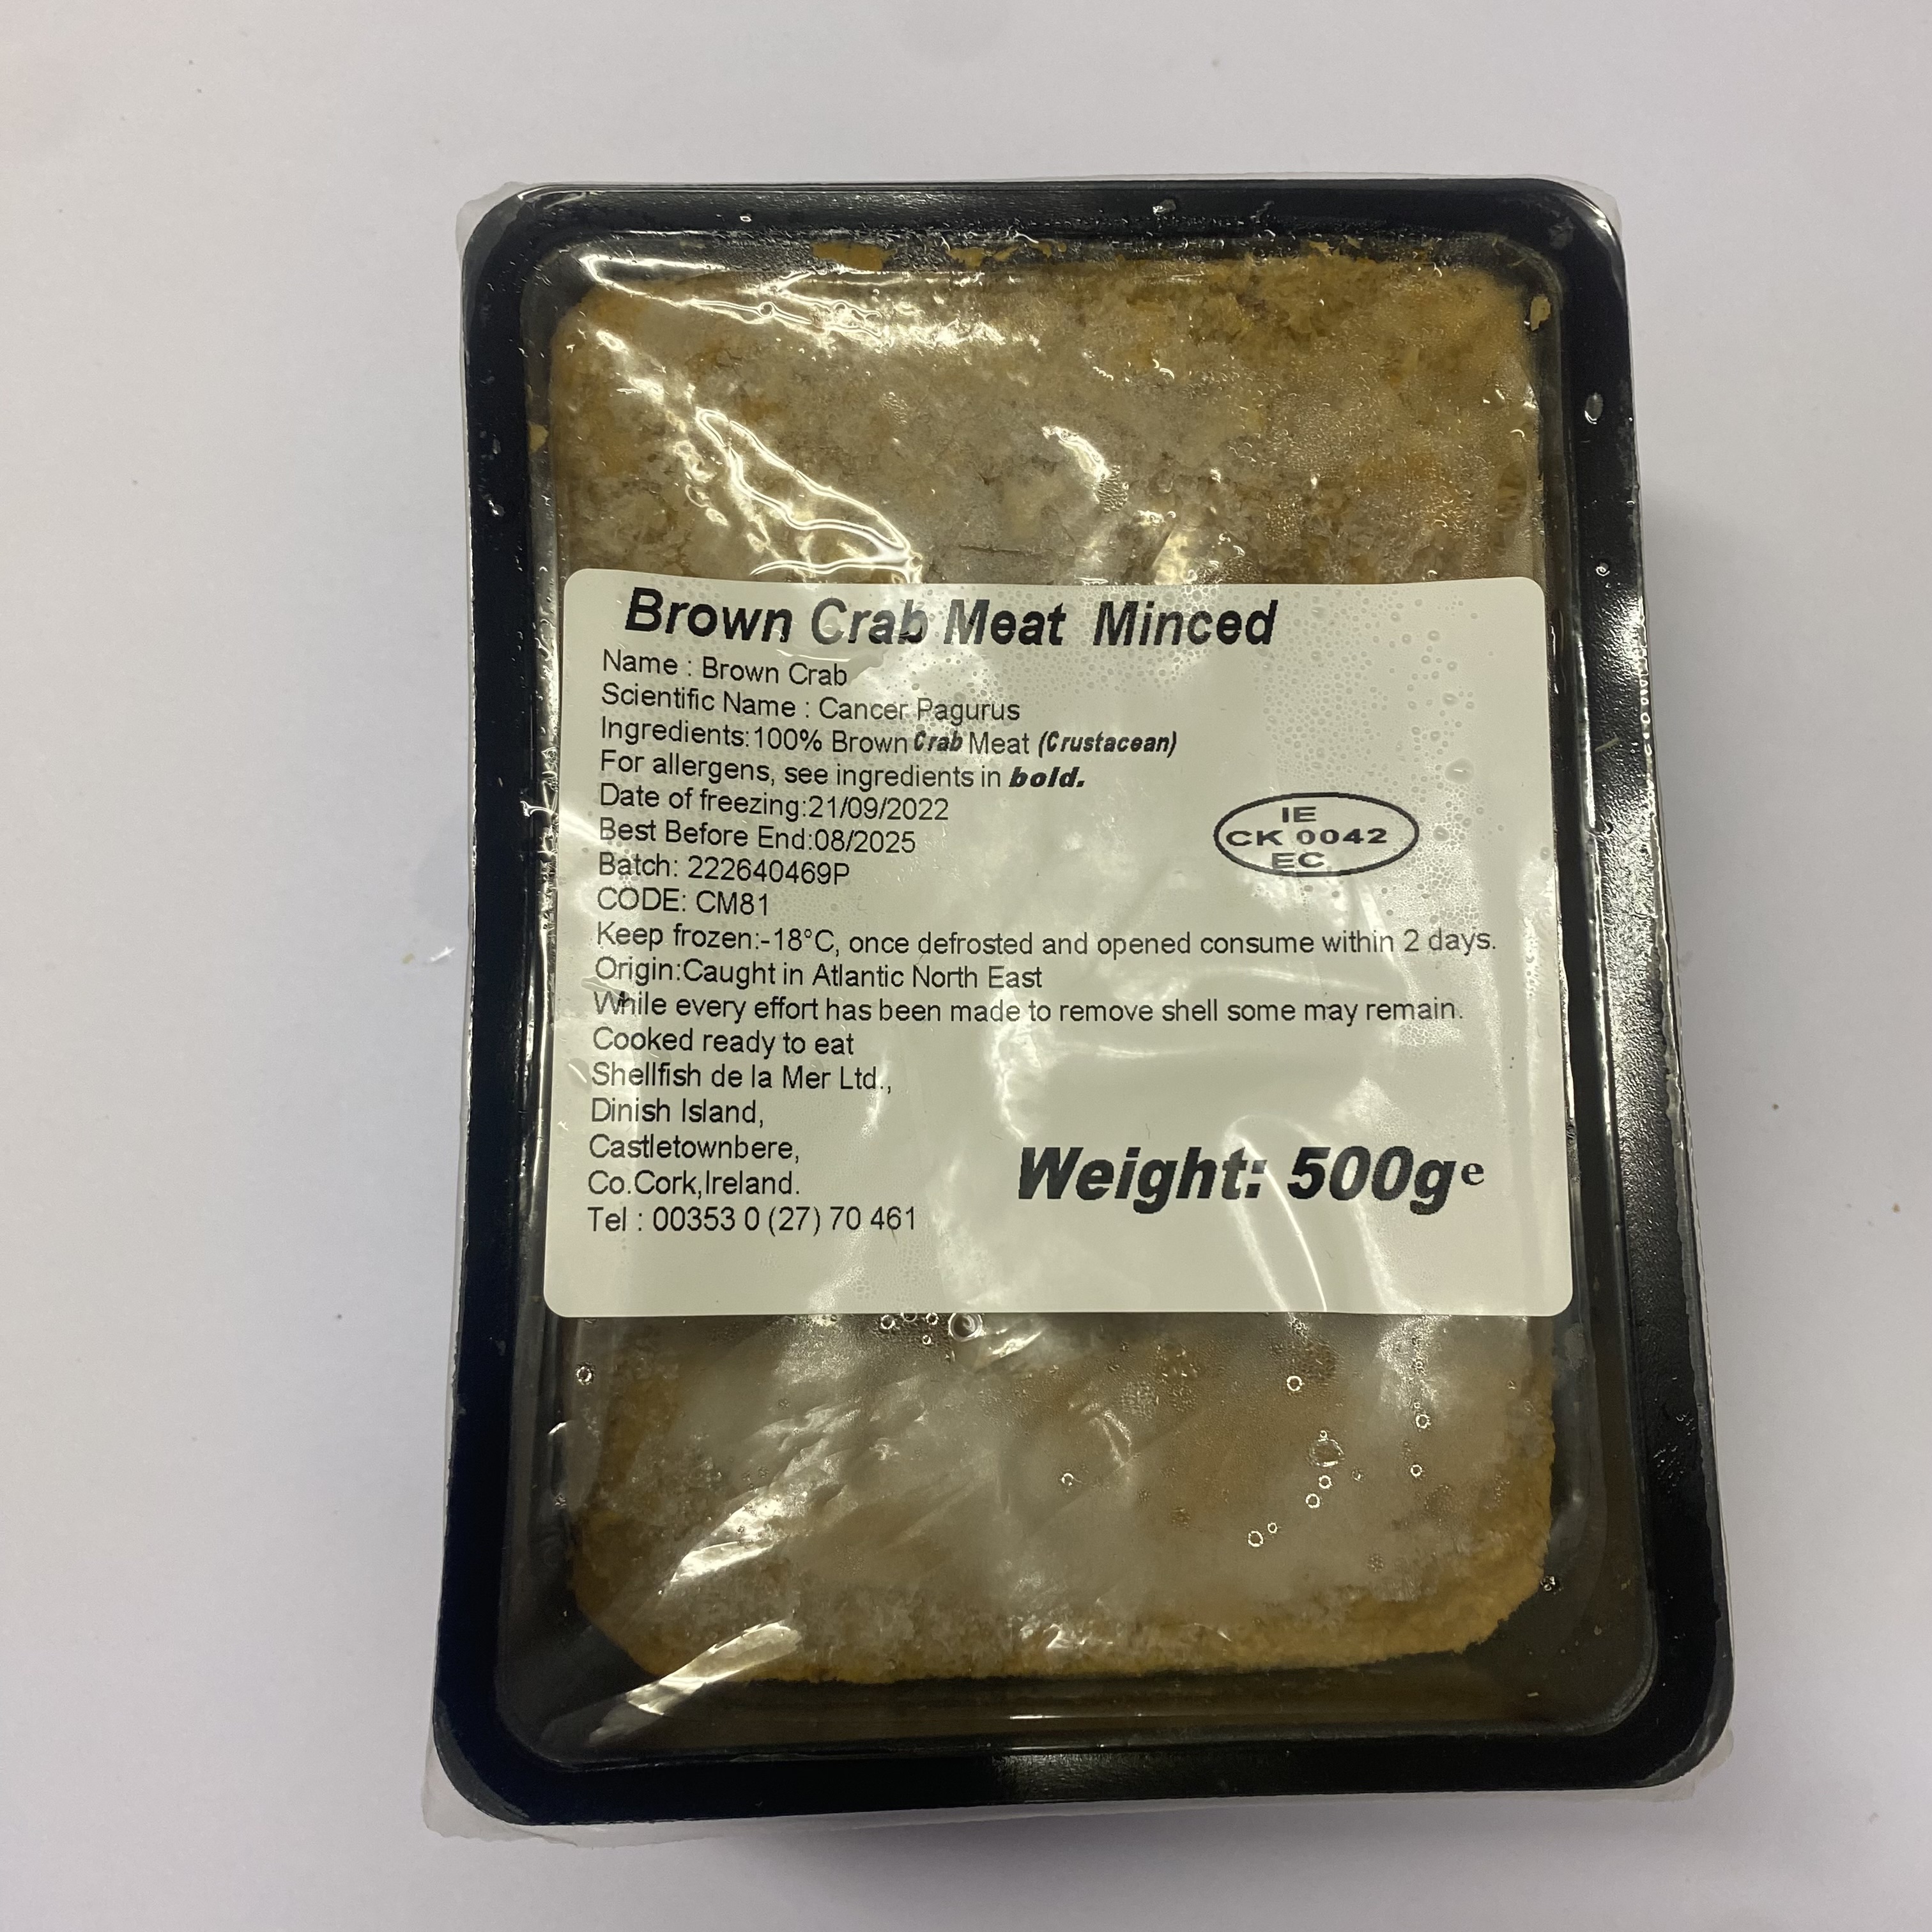 Brown Crab Meat Minced
Name : Brown Crab
Scientific Name : Cancer Pagurus
Ingredients:100% Brown Crab Meat (Crustacean)
For allergens, see ingredients in bold.
Date of freezing:21/09/2022
Best Before End:08/2025
Batch: 222640469P
CODE: CM81
IE
CK 0042
EC
Keep frozen:-18°C, once defrosted and opened consume within 2 days.
Origin:Caught in Atlantic North East
While every effort has been made to remove shell some may remain.
Cooked ready to eat
Shellfish de la Mer Ltd.,
Dinish Island,
Castletownbere,
Co.Cork,Ireland.
Tel : 00353 0 (27) 70 461
Weight: 500g e